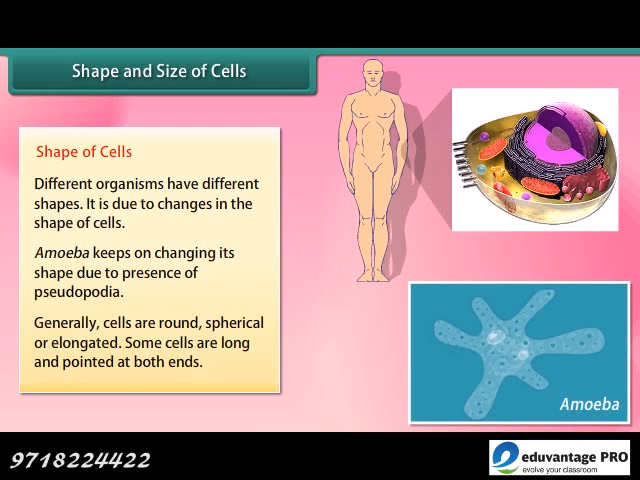 Shape and Size of Cells
Shape of Cells
Different organisms have different
shapes. It is due to changes in the
shape of cells.
Amoeba keeps on changing its
shape due to presence of
pseudopodia.
Generally, cells are round, spherical
or elongated. Some cells are long
and pointed at both ends.
Amoeba
9718224422
eduvantage PRO
evolve your classroom